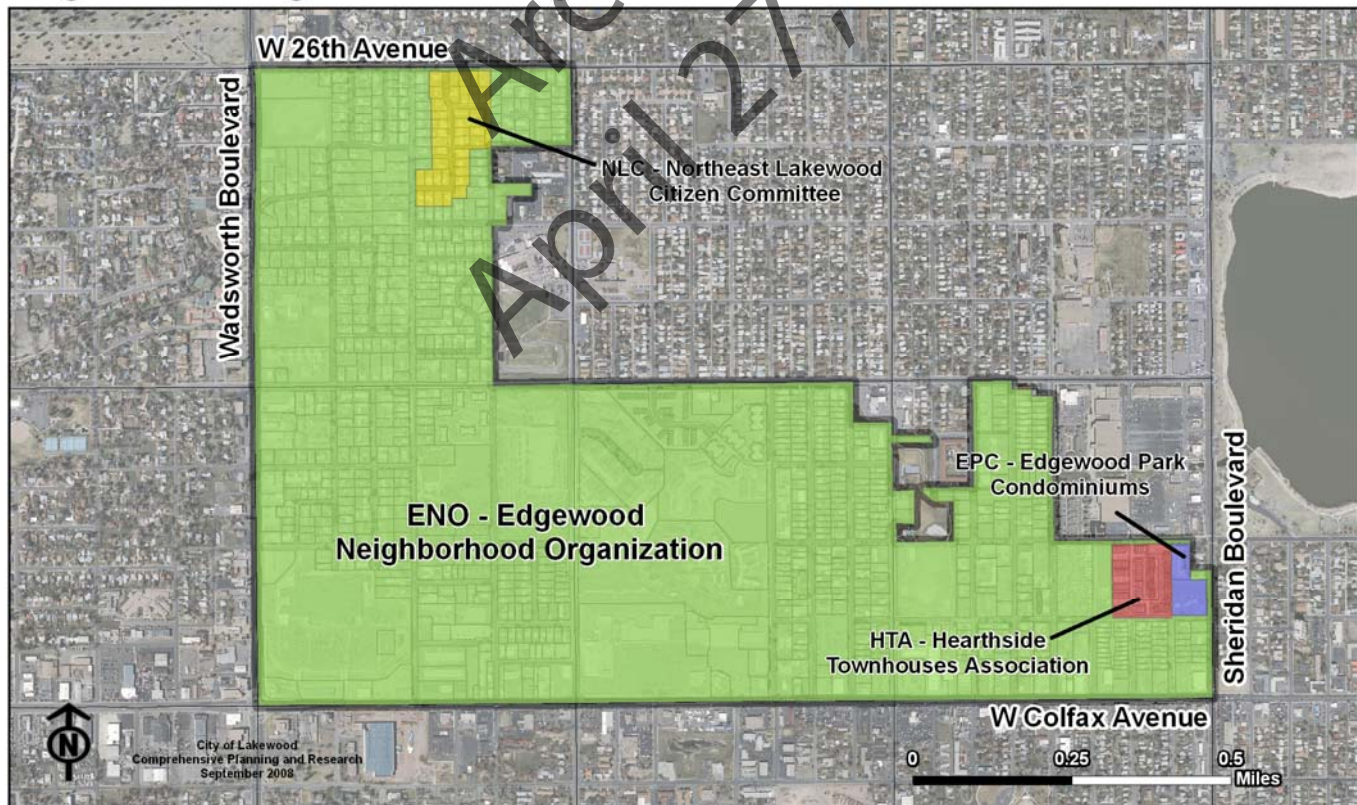 W 26th Avenue
Wadsworth Boulevard
NLC - Northeast Lakewood
Citizen Committee
April 27,
EPC - Edgewood Park
Condominiums
ENO - Edgewood
Neighborhood Organization
HTA - Hearthside
Townhouses Association
Sheridan Boulevard
W Colfax Avenue
N
City of Lakewood
Comprehensive Planning and Research
September 2008
0
0.25
0.5
Miles